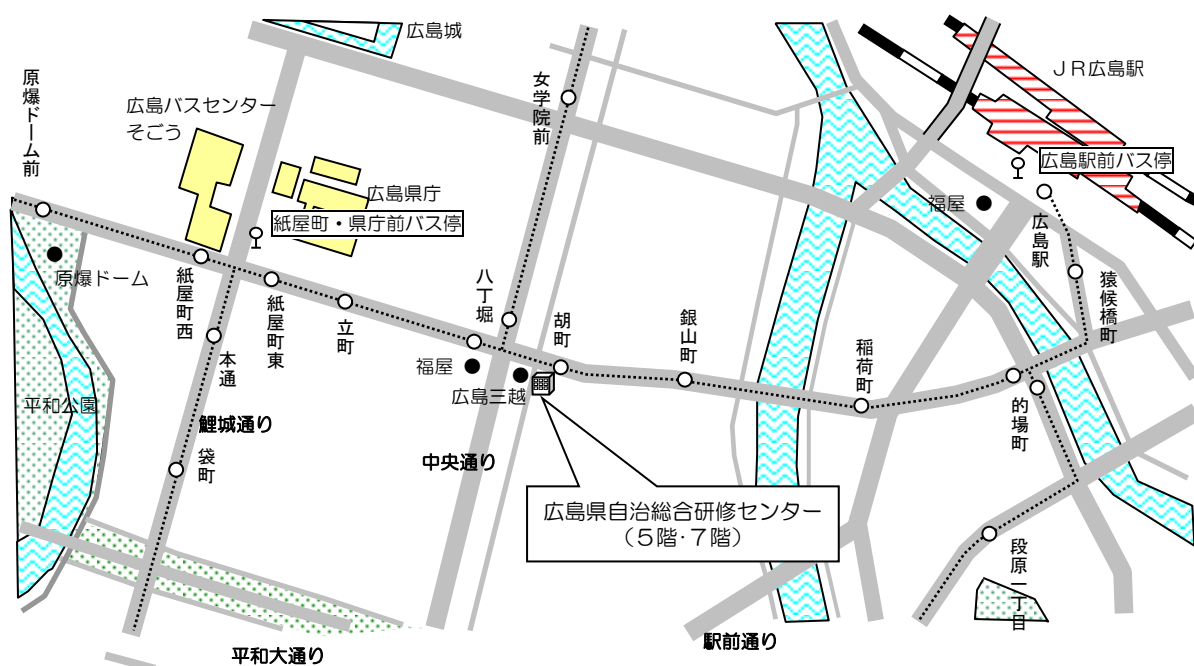 広島城
原爆ドーム前
広島バスセンター
そごう
女学院前
JR広島駅
広島県庁
紙屋町・県庁前バス停
広島駅前バス停
福屋
広島駅
猿候橋町
原爆ドーム
紙屋町西
紙屋町東
立町
八丁堀
胡町
銀山町
稲荷町
的場町
本通
福屋
広島三越
平和公園
鯉城通り
中央通り
袋町
広島県自治総合研修センター
(5階・7階)
段原一丁目
平和大通り
駅前通り